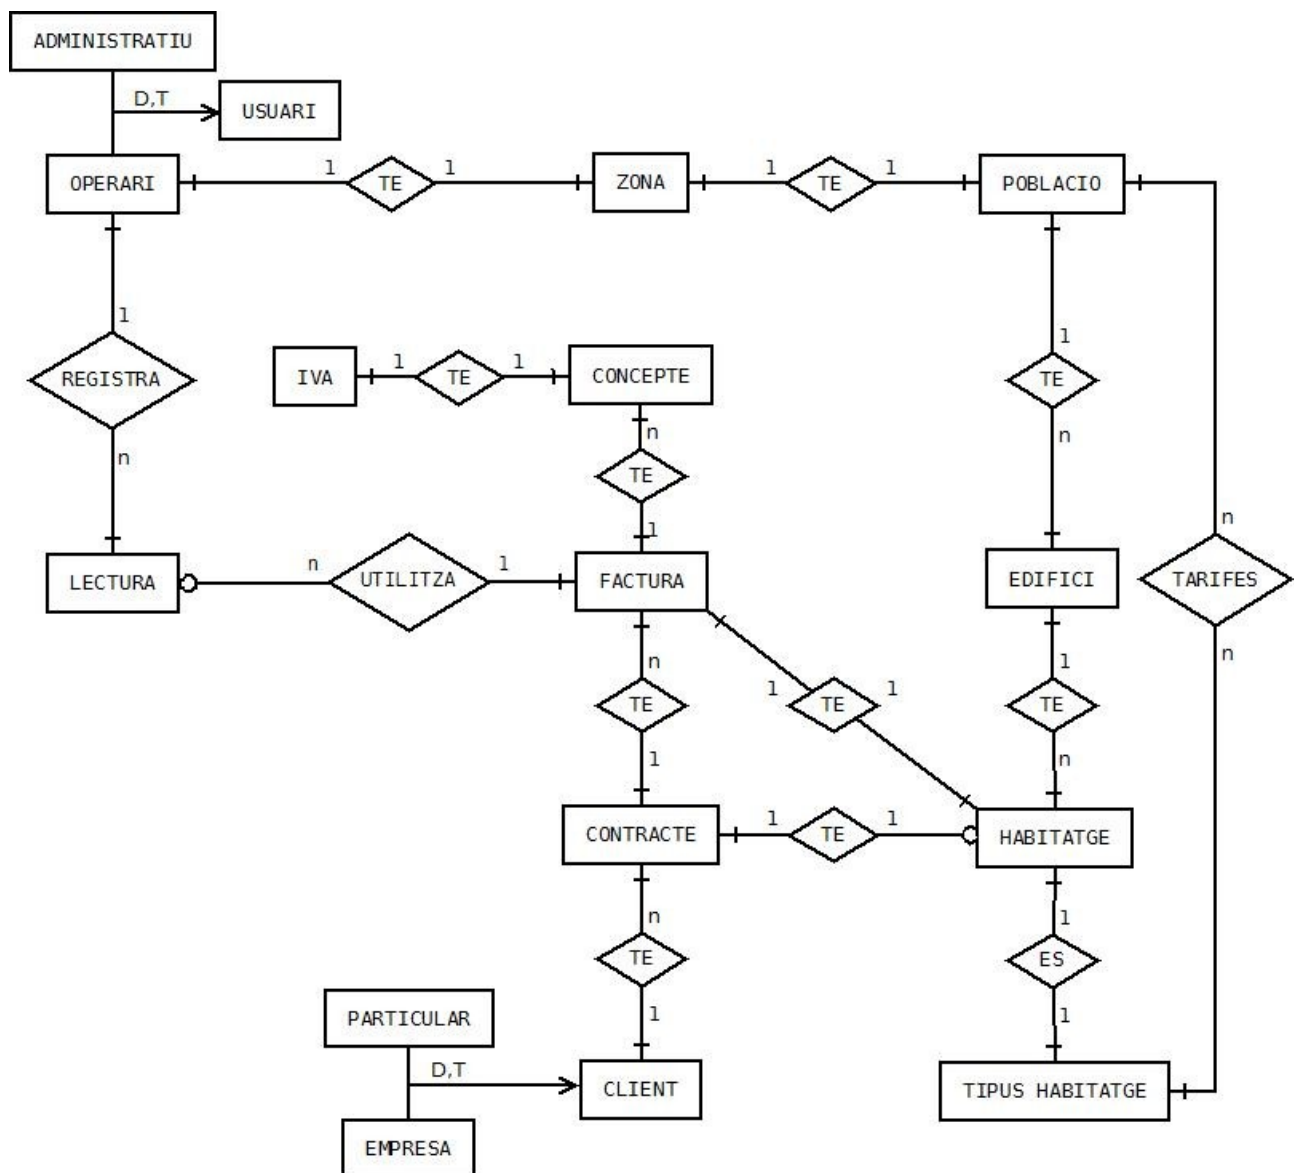 ADMINISTRATIU
D,T
USUARI
OPERARI
1
TE
1
ZONA
1
TE
1
POBLACIO
1
REGISTRA
n
IVA
1
TE
1
CONCEPTE
n
TE
1
1
TE
n
LECTURA
n
UTILITZA
1
FACTURA
EDIFICI
n
TARIFES
n
n
TE
1
1
TE
1
1
TE
n
CONTRACTE
1
TE
1
HABITATGE
n
TE
1
1
ES
1
PARTICULAR
D,T
CLIENT
EMPRESA
TIPUS HABITATGE